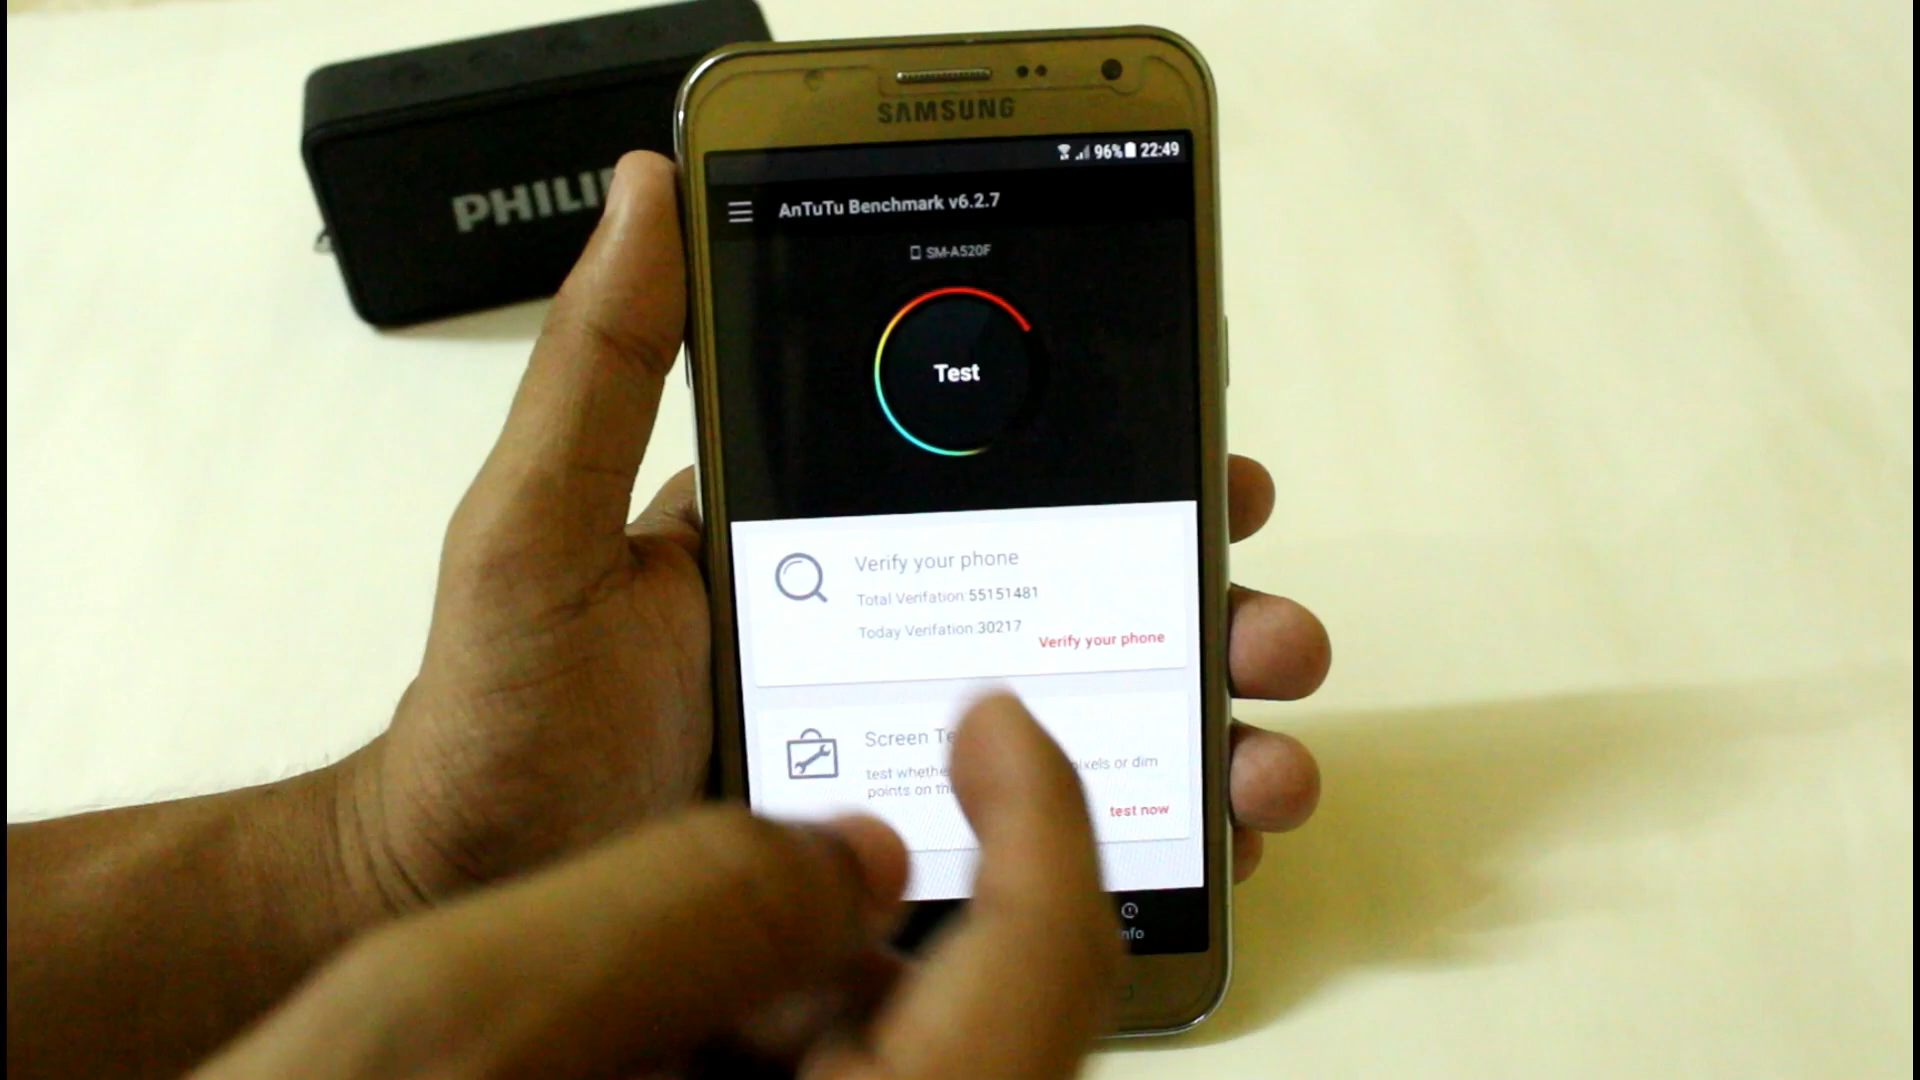 PHILI
SAMSUNG
96% 22:49
AnTuTu Benchmark v6.2.7
SM-A520F
Test
Verify your phone
Total Verifation:55151481
Today Verifation:30217
Verify your phone
Screen Te
test whethe ixels or dim
points on th
test now
nfo